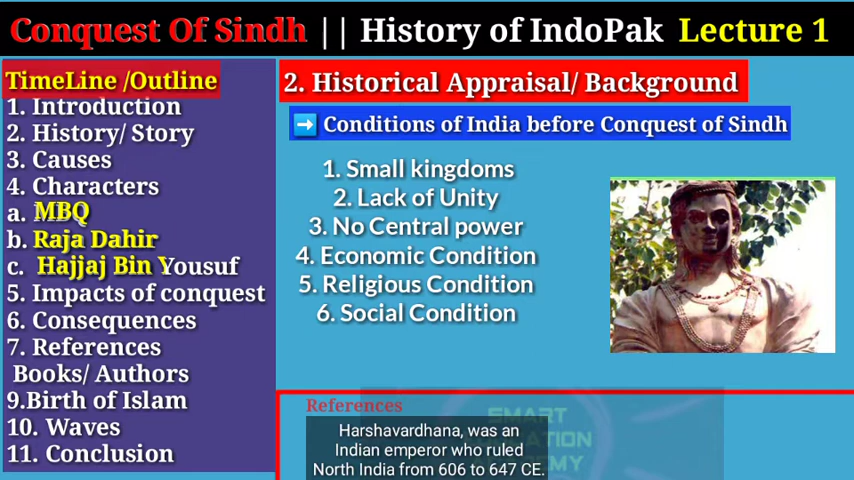 Conquest Of Sindh || History of IndoPak Lecture 1
TimeLine /Outline
1. Introduction
2. History/ Story
3. Causes
4. Characters
a. MBQ
b. Raja Dahir
c. Hajjaj Bin Yousuf
5. Impacts of conquest
6. Consequences
7. References
Books/ Authors
9.Birth of Islam
10. Waves
11. Conclusion
2. Historical Appraisal/ Background
➡ Conditions of India before Conquest of Sindh
1. Small kingdoms
2. Lack of Unity
3. No Central power
4. Economic Condition
5. Religious Condition
6. Social Condition
References
SMART
Harshavardhana, was an
Indian emperor who ruled
North India from 606 to 647 CE.